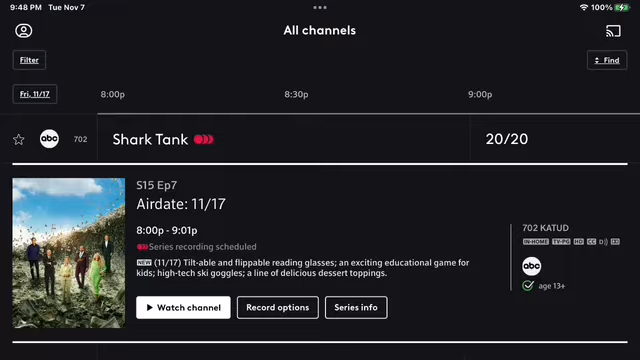 9:48 PM Tue Nov 7
100%
All channels
Filter
Find
Fri, 11/17
8:00p
8:30p
9:00p
abc
702
Shark Tank
20/20
S15 Ep7
Airdate: 11/17
8:00p - 9:01p
Series recording scheduled
NEW (11/17) Tilt-able and flippable reading glasses; an exciting educational game for
kids; high-tech ski goggles; a line of delicious dessert toppings.
Watch channel
Record options
Series info
702 KATUD
IN-HOME TV-PG HD CC D))
abc
age 13+